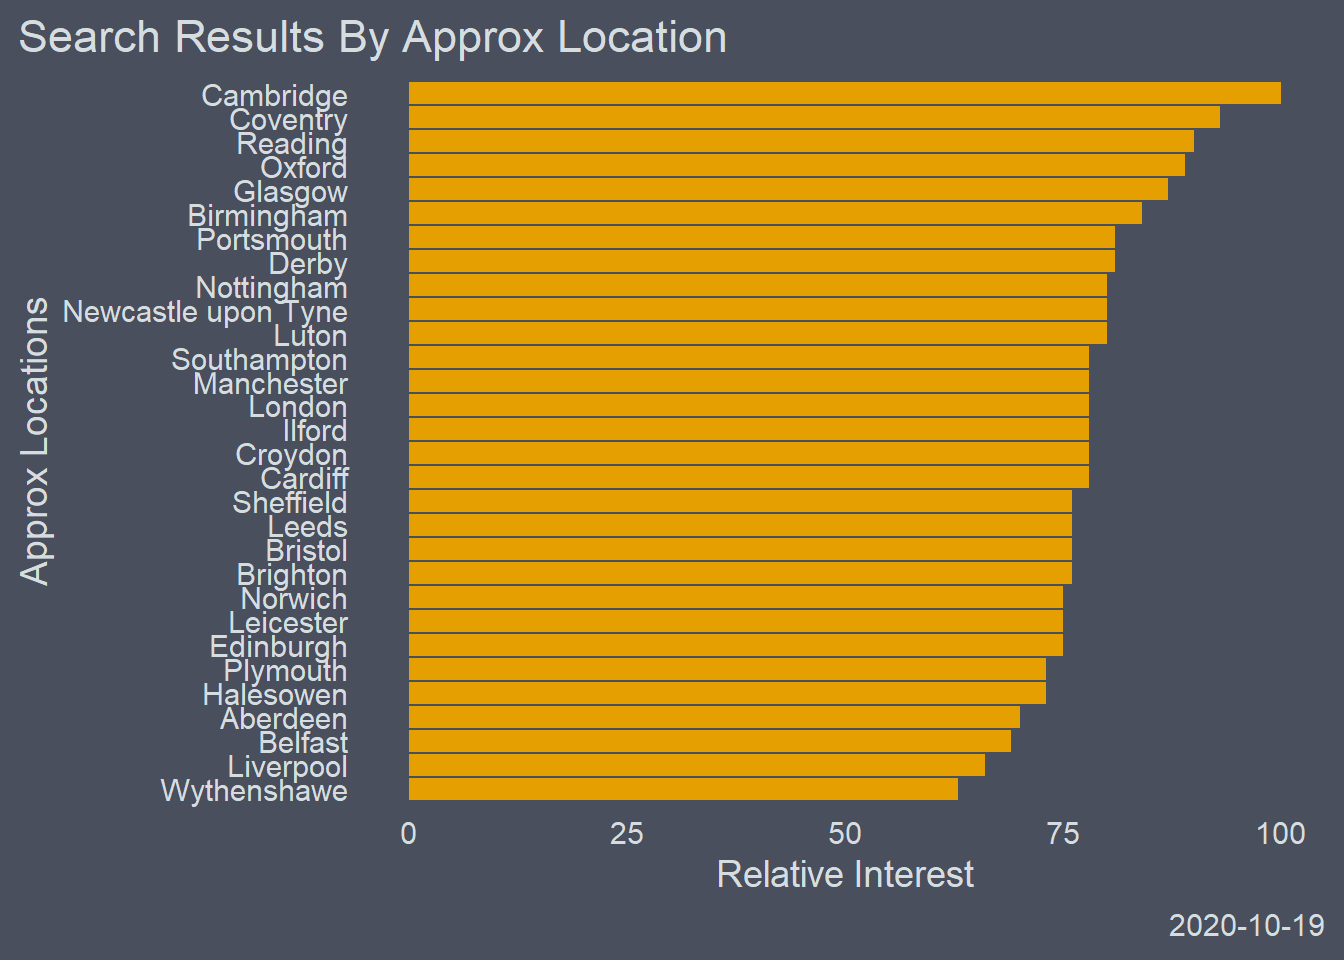 Search Results By Approx Location
Cambridge
Coventry
Reading
Oxford
Glasgow
Birmingham
Portsmouth
Derby
Nottingham
Newcastle upon Tyne
Luton
Southampton
Manchester
London
Ilford
Croydon
Cardiff
Sheffield
Leeds
Bristol
Brighton
Norwich
Leicester
Edinburgh
Plymouth
Halesowen
Aberdeen
Belfast
Liverpool
Wythenshawe
Approx Locations
0 25 50 75 100
Relative Interest
2020-10-19